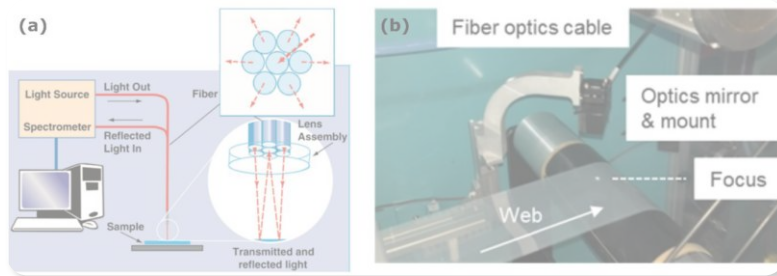 (a)
Light Out
Light Source
Fiber
Spectrometer
Reflected
Light In
Lens
Assembly
Sample
Transmitted and
reflected light
(b)
Fiber optics cable
Optics mirror
& mount
Focus
Web